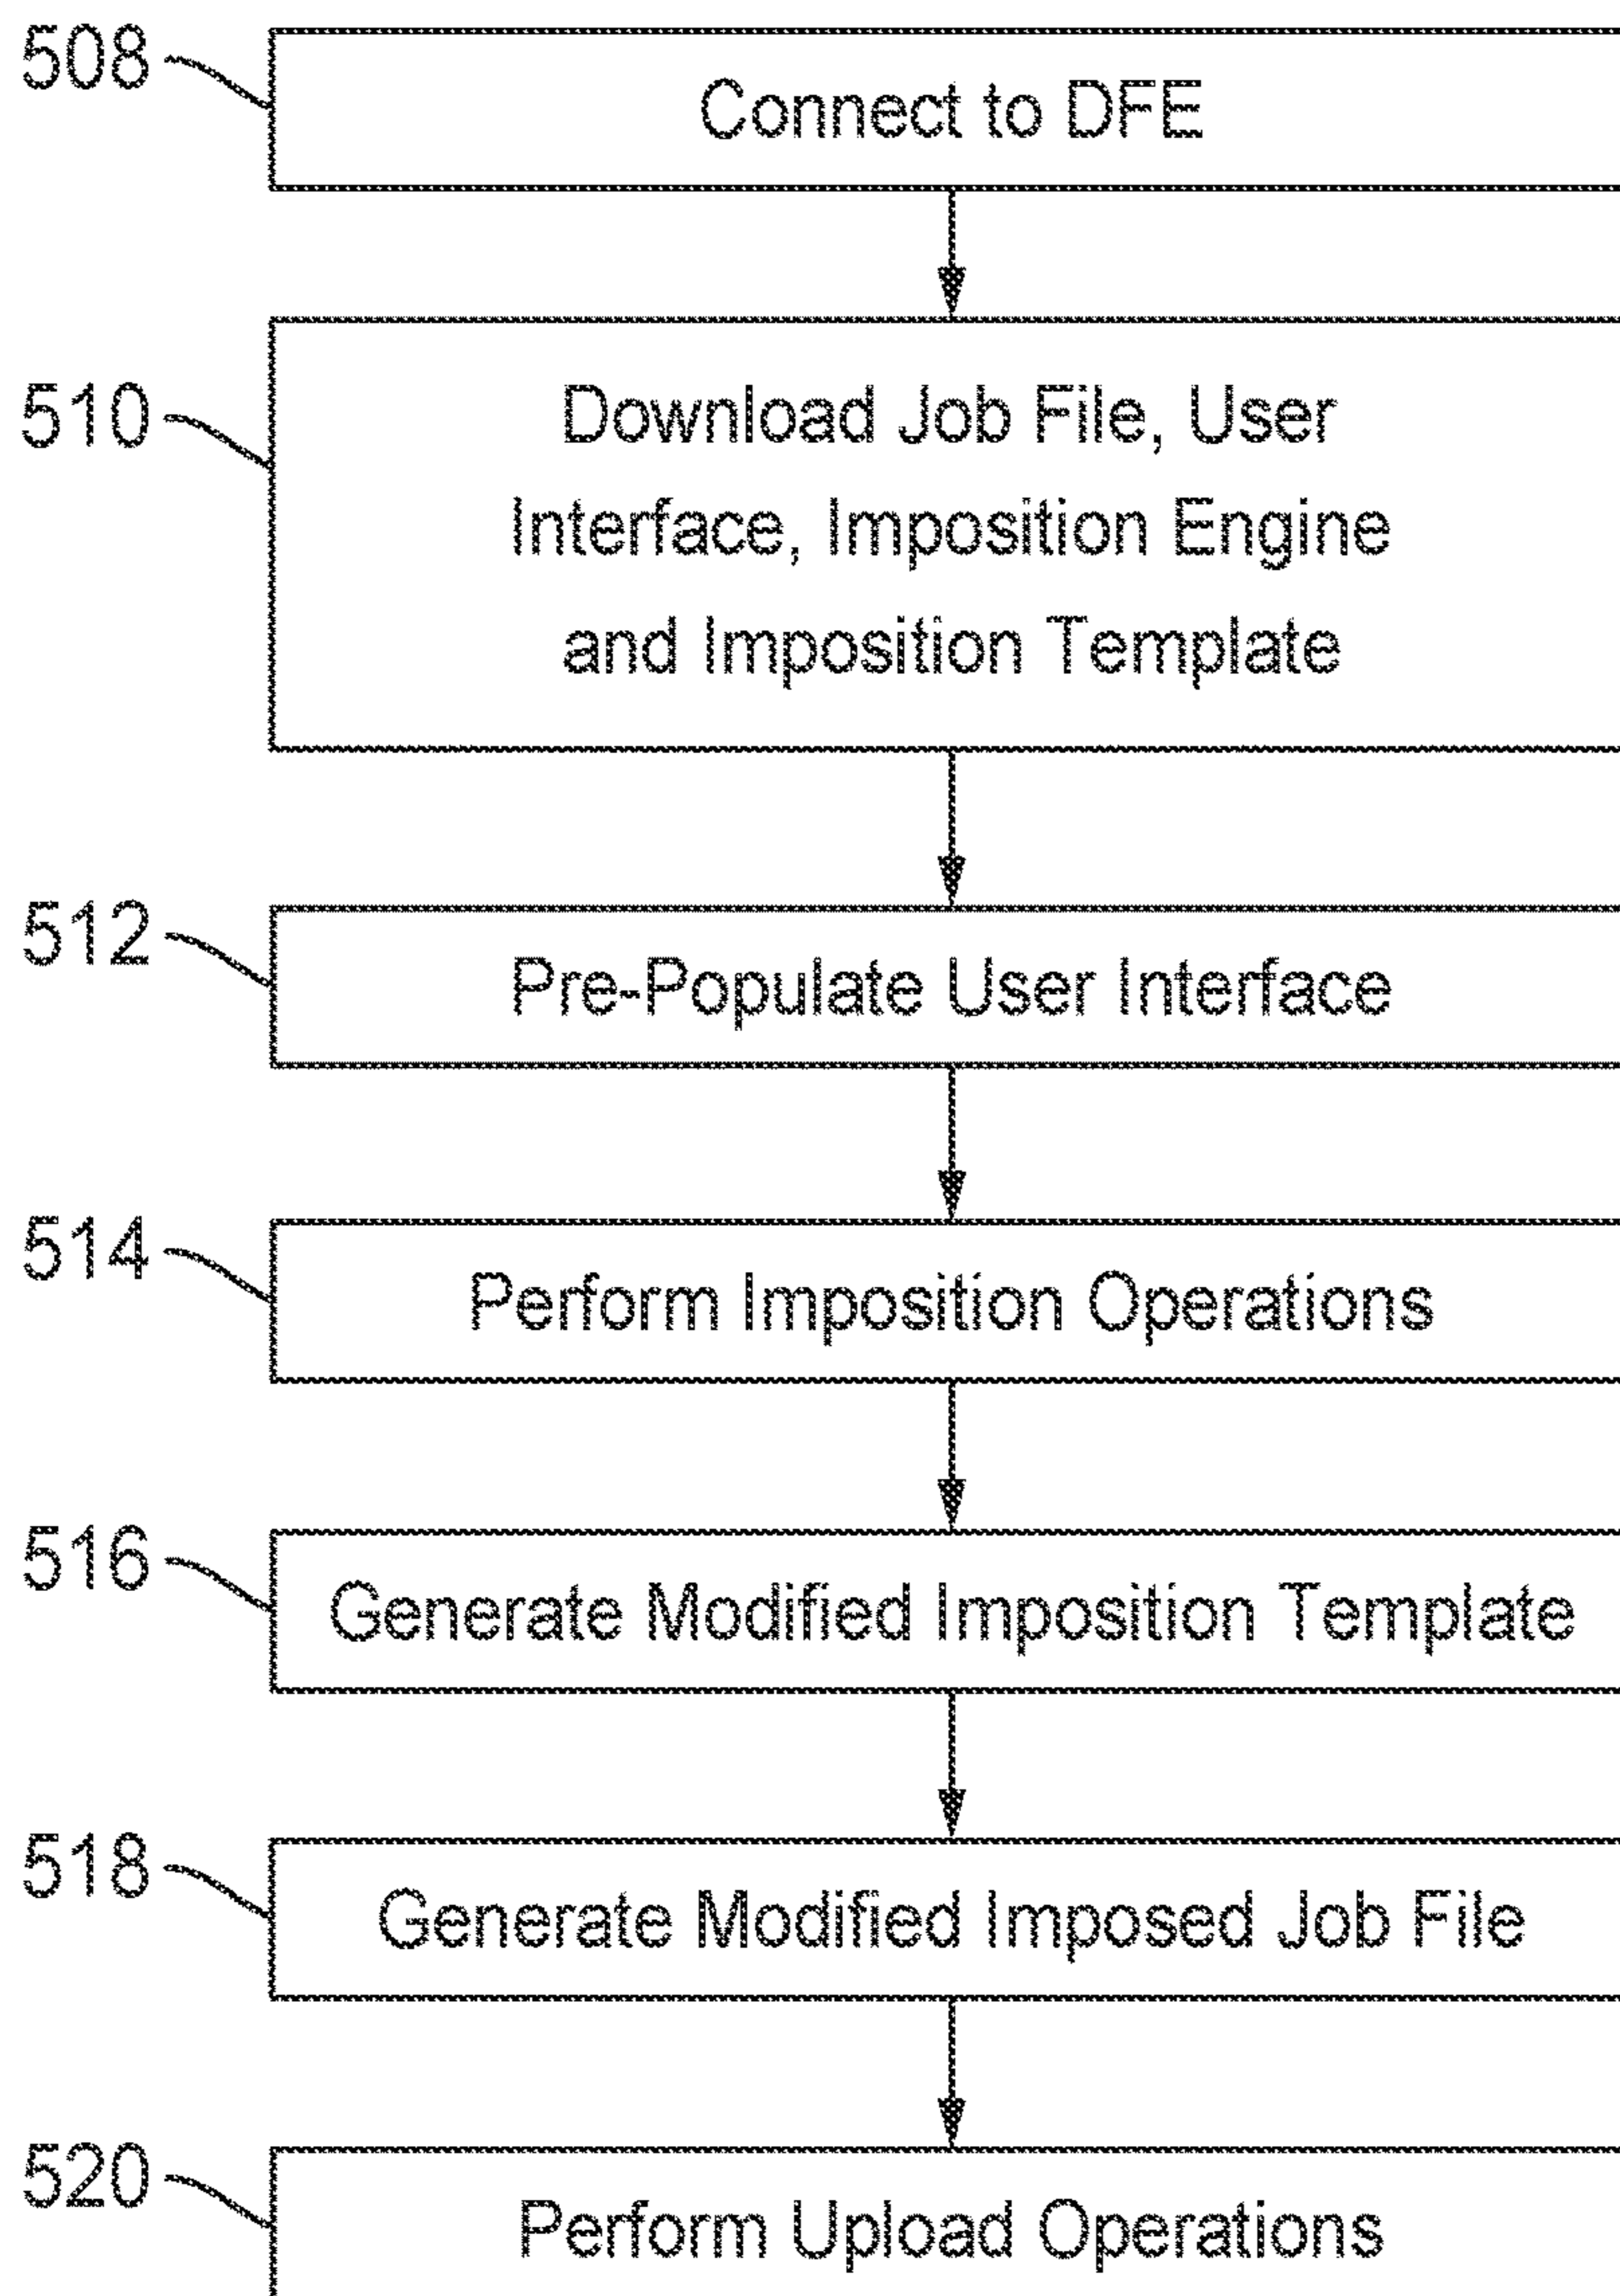 508
Connect to DFE
510
Download Job File, User
Interface, Imposition Engine
and Imposition Template
512
Pre-Populate User Interface
514
Perform Imposition Operations
516
Generate Modified Imposition Template
518
Generate Modified Imposed Job File
520
Perform Upload Operations